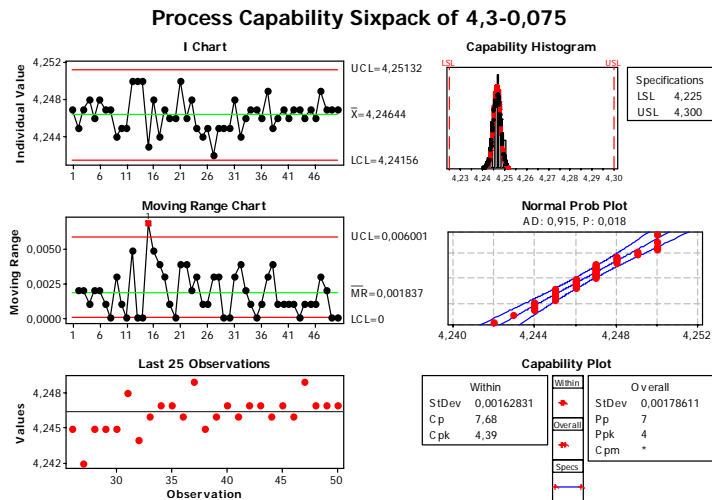 Process Capability Sixpack of 4,3-0,075
I Chart
Individual Value
4,252
4,248
4,244
1 6 11 16 21 26 31 36 41 46
UCL=4,25132
X=4,24644
LCL=4,24156
Capability Histogram
LSL
USL
4,23 4,24 4,25 4,26 4,27 4,28 4,29 4,30
Specifications
LSL 4,225
USL 4,300
Moving Range Chart
Moving Range
0,0050
0,0025
0,0000
1
1 6 11 16 21 26 31 36 41 46
UCL=0,006001
MR=0,001837
LCL=0
Normal Prob Plot
AD: 0,915, P: 0,018
4,240 4,244 4,248 4,252
Last 25 Observations
Values
4,248
4,245
4,242
30 35 40 45 50
Observation
Capability Plot
Within
StDev 0,00162831
Cp 7,68
Cpk 4,39
Within
Overall
Specs
Overall
StDev 0,00178611
Pp 7
Ppk 4
Cpm *